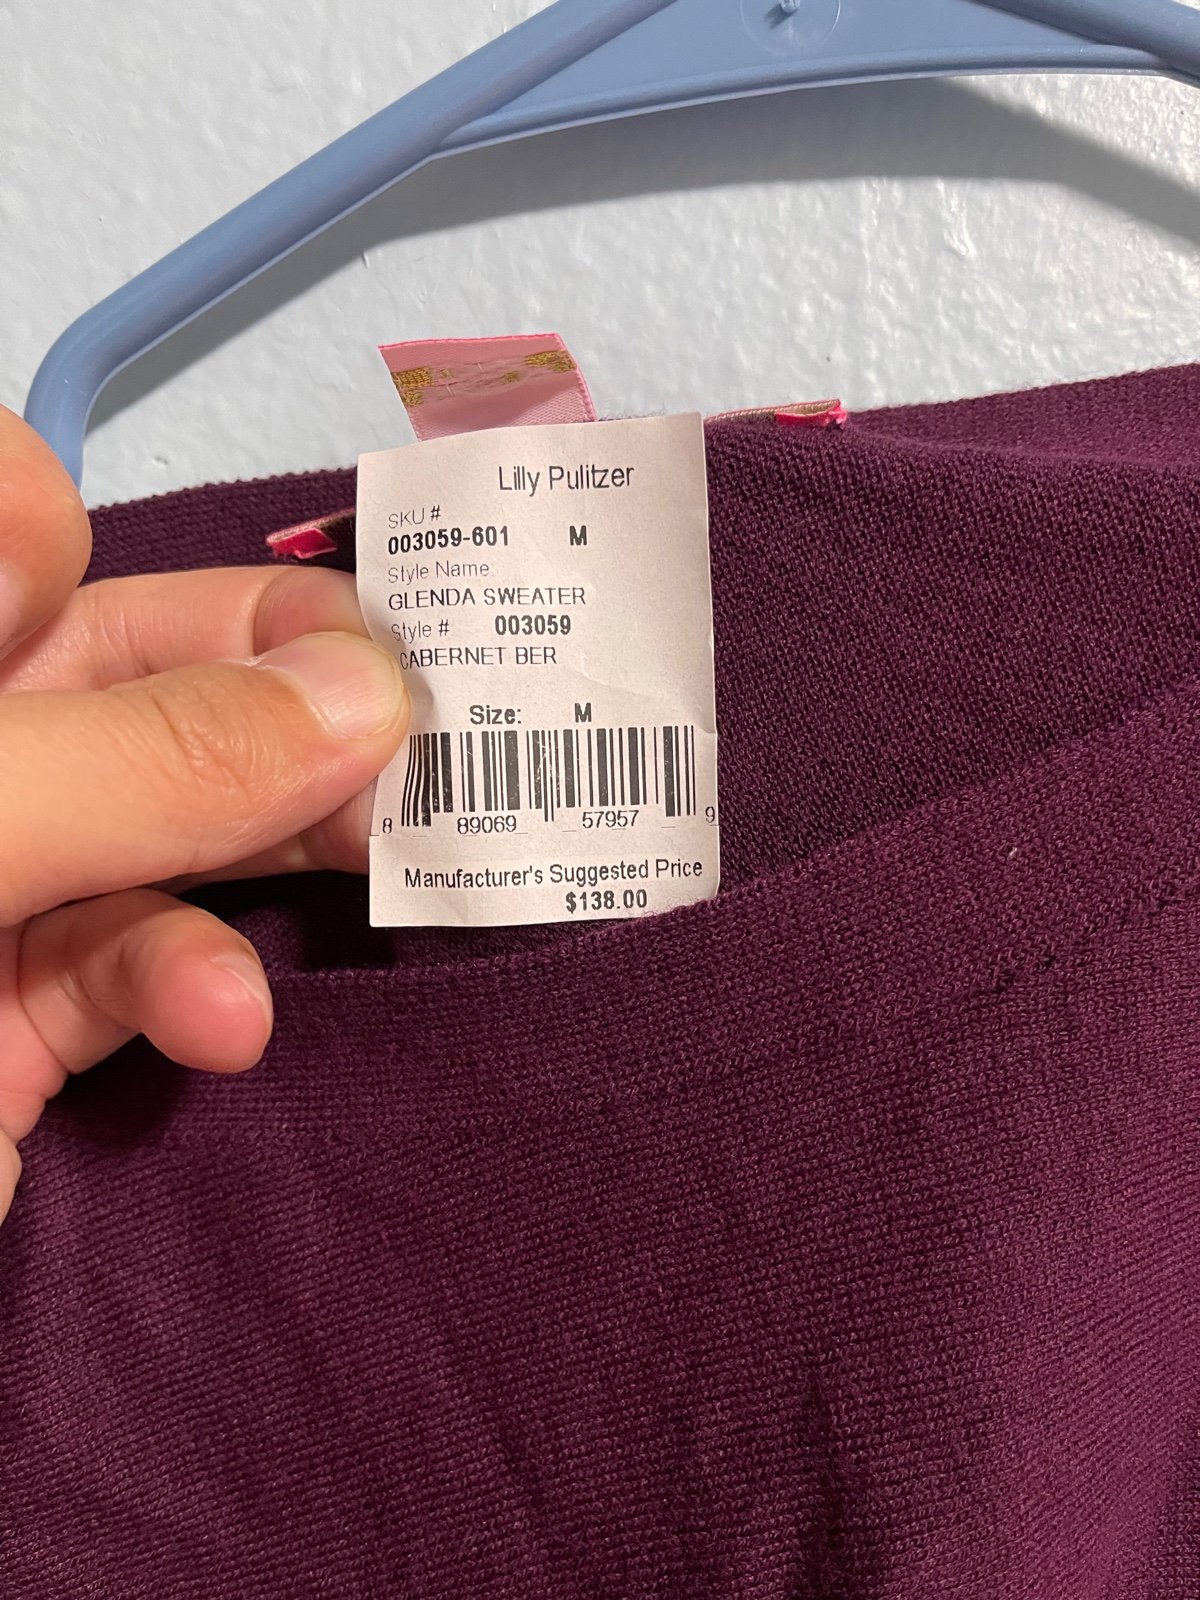 Lilly Pulitzer
SKU #
003059-601 M
Style Name:
GLENDA SWEATER
Style # 003059
CABERNET BER
Size: M
8 89069 57957 9
Manufacturer's Suggested Price
$138.00